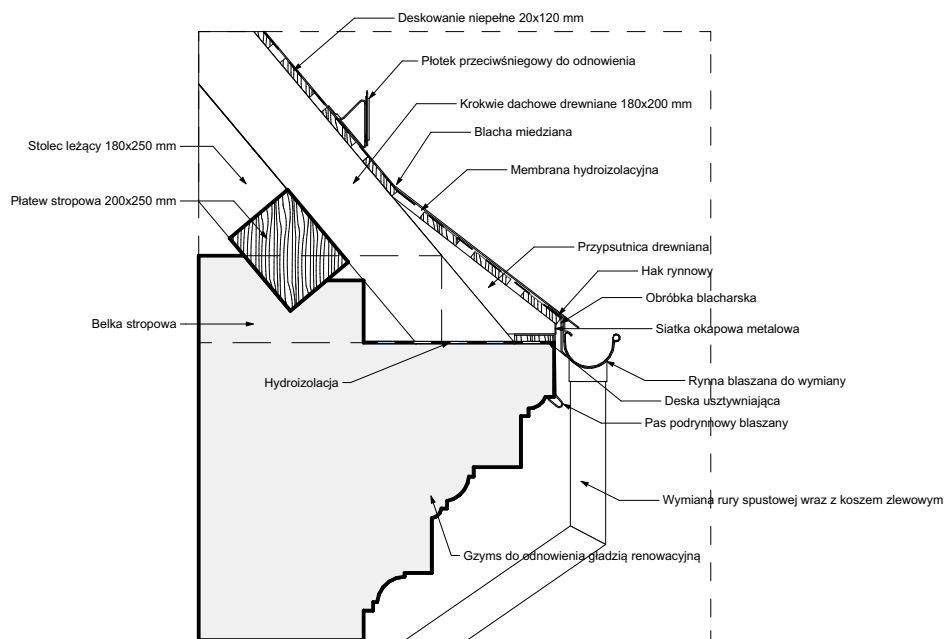 Deskowanie niepełne 20x120 mm
Płotek przeciwśniegowy do odnowienia
Krokwie dachowe drewniane 180x200 mm
Blacha miedziana
Stolec leżący 180x250 mm
Membrana hydroizolacyjna
Płatew stropowa 200x250 mm
Przypsutnica drewniana
Hak rynnowy
Obróbka blacharska
Belka stropowa
Siatka okapowa metalowa
Hydroizolacja
Rynna blaszana do wymiany
Deska usztywniająca
Pas podrynnowy blaszany
Wymiana rury spustowej wraz z koszem zlewowym
Gzyms do odnowienia gładzią renowacyjną